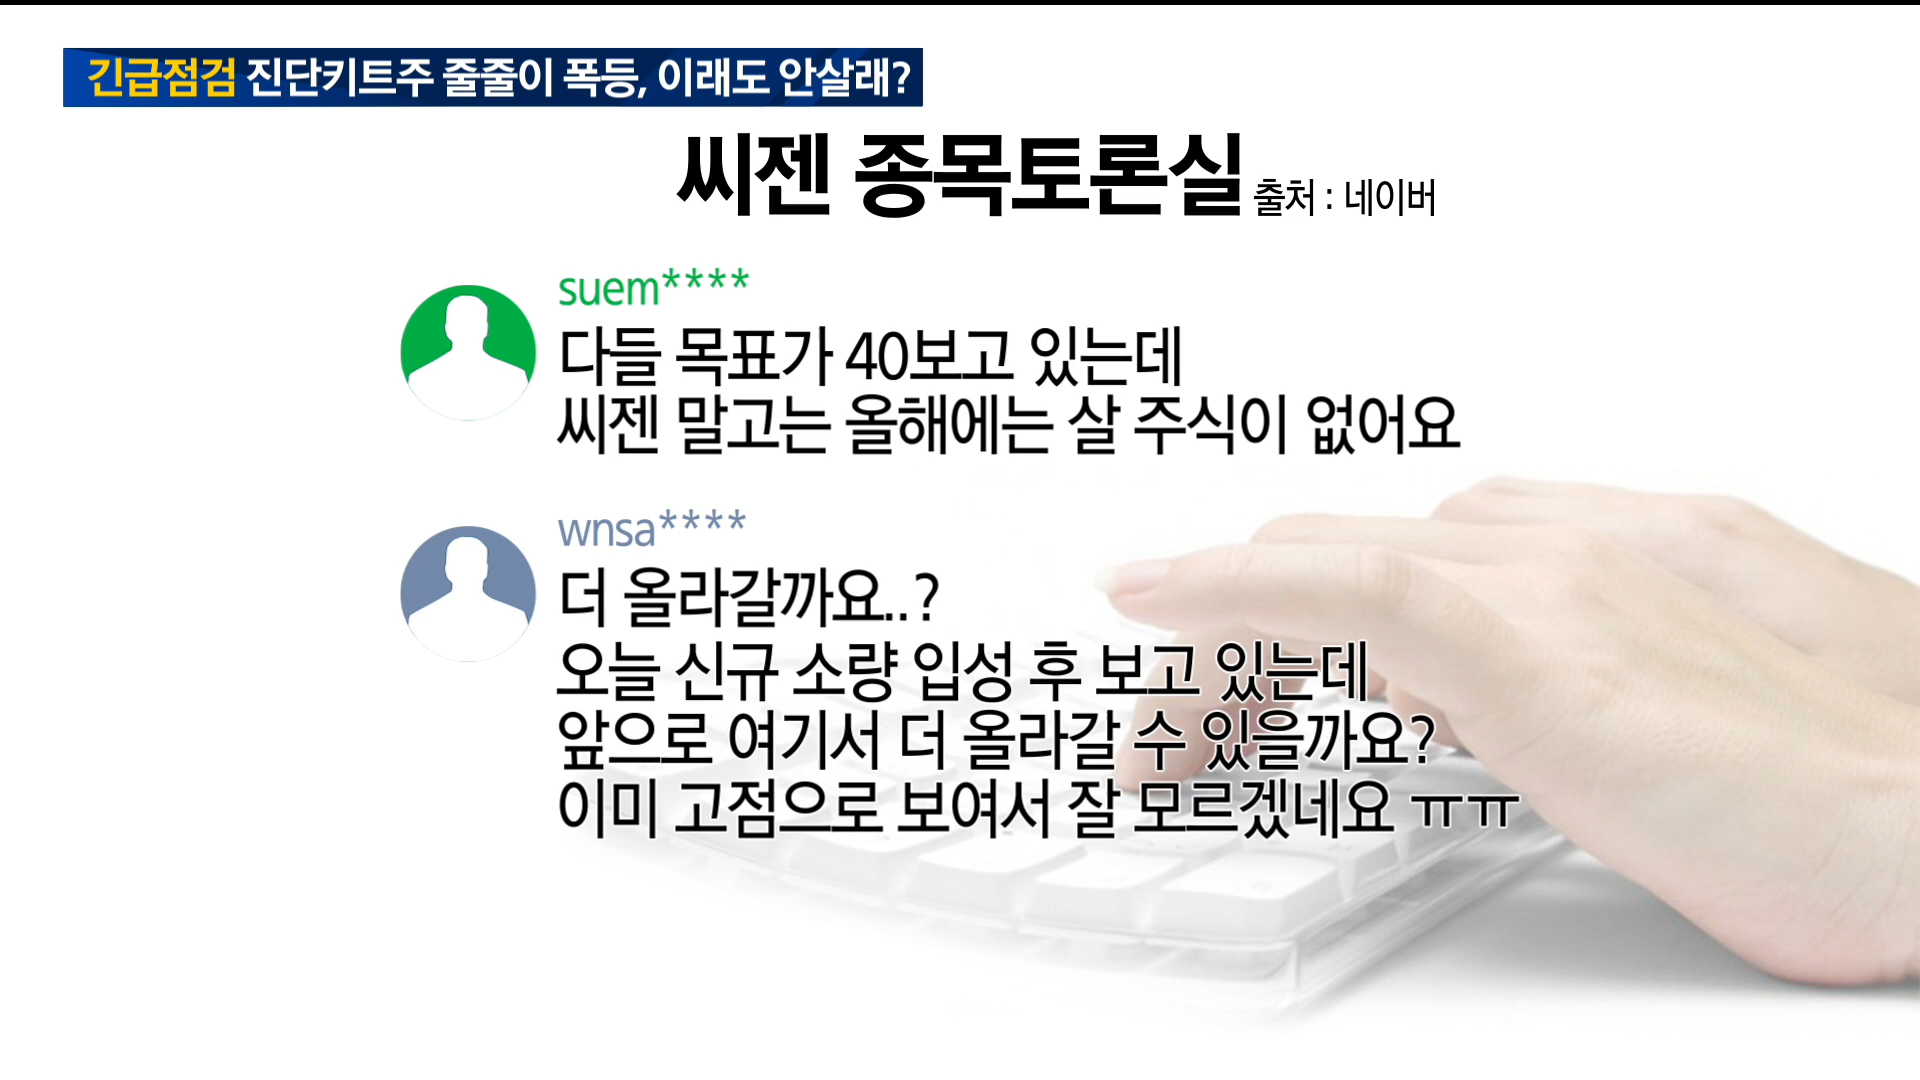 긴급점검 진단키트주 줄줄이 폭등, 이래도 안살래?
씨젠 종목토론실 출처 : 네이버
suem****
다들 목표가 40보고 있는데
씨젠 말고는 올해에는 살 주식이 없어요
wnsa****
더 올라갈까요..?
오늘 신규 소량 입성 후 보고 있는데
앞으로 여기서 더 올라갈 수 있을까요?
이미 고점으로 보여서 잘 모르겠네요 ㅠㅠ